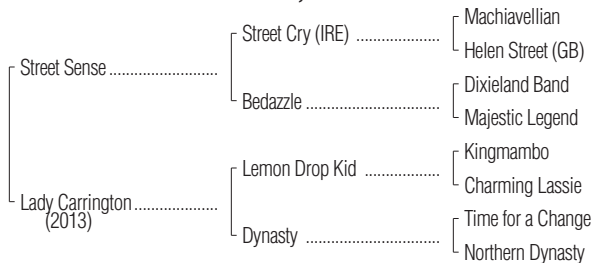 Machiavellian
Street Cry (IRE) ....................
Helen Street (GB)
Street Sense ..........................
Dixieland Band
Bedazzle ................................
Majestic Legend
Kingmambo
Lemon Drop Kid ..................
Charming Lassie
Lady Carrington....................
(2013)
Time for a Change
Dynasty ................................
Northern Dynasty